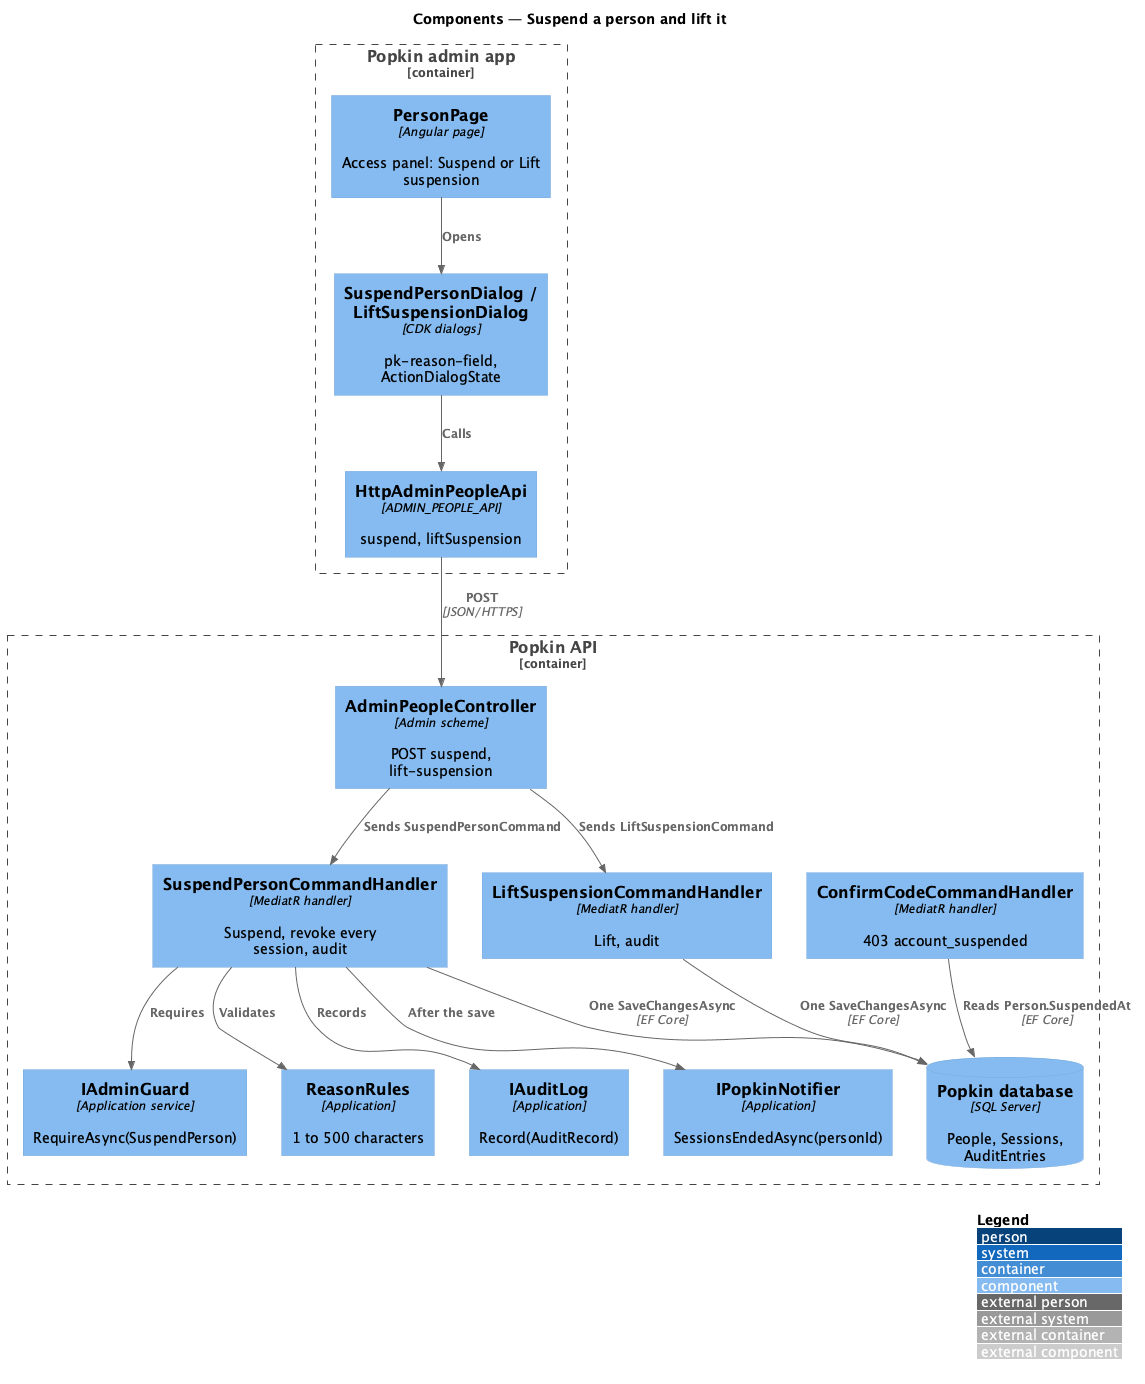 Components — Suspend a person and lift it
Popkin admin app
[container]
PersonPage
[Angular page]
Access panel: Suspend or Lift
suspension
Opens
SuspendPersonDialog /
LiftSuspensionDialog
[CDK dialogs]
pk-reason-field,
ActionDialogState
Calls
HttpAdminPeopleApi
[ADMIN_PEOPLE_API]
suspend, liftSuspension
POST
[JSON/HTTPS]
Popkin API
[container]
AdminPeopleController
[Admin scheme]
POST suspend,
lift-suspension
Sends SuspendPersonCommand
Sends LiftSuspensionCommand
SuspendPersonCommandHandler
[MediatR handler]
Suspend, revoke every
session, audit
LiftSuspensionCommandHandler
[MediatR handler]
Lift, audit
ConfirmCodeCommandHandler
[MediatR handler]
403 account_suspended
Requires
Validates
Records
After the save
One SaveChangesAsync
[EF Core]
One SaveChangesAsync
[EF Core]
Reads Person.SuspendedAt
[EF Core]
IAdminGuard
[Application service]
RequireAsync(SuspendPerson)
ReasonRules
[Application]
1 to 500 characters
IAuditLog
[Application]
Record(AuditRecord)
IPopkinNotifier
[Application]
SessionsEndedAsync(personId)
Popkin database
[SQL Server]
People, Sessions,
AuditEntries
Legend
person
system
container
component
external person
external system
external container
external component